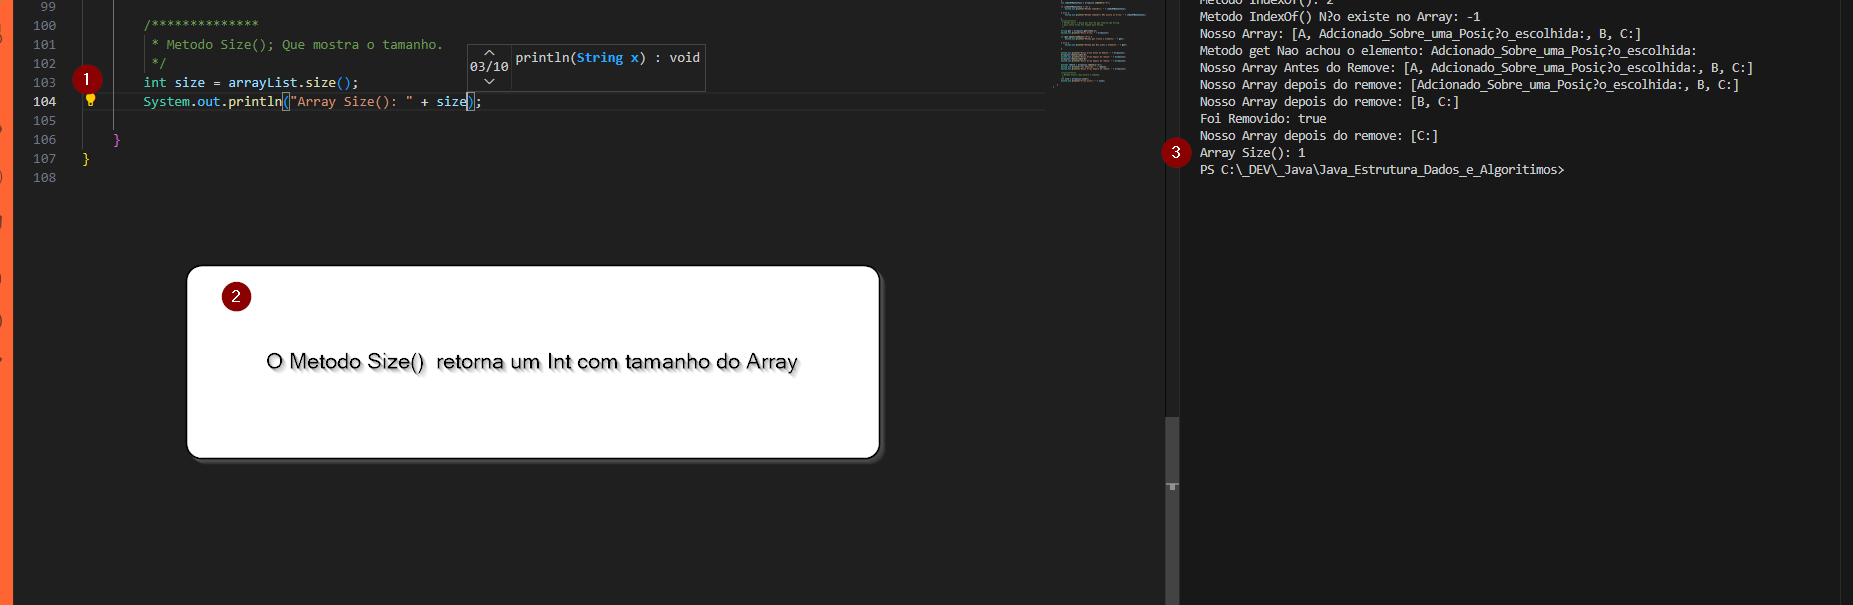 99
100 /**************
101 * Metodo Size(); Que mostra o tamanho.
102 */
103 int size = arrayList.size();
104 System.out.println("Array Size(): " + size);
105
106 }
107 }
108
03/10 println(String x) : void
1
2
O Metodo Size() retorna um Int com tamanho do Array
Metodo IndexOf(): 2
Metodo IndexOf() N?o existe no Array: -1
Nosso Array: [A, Adcionado_Sobre_uma_Posiç?o_escolhida:, B, C:]
Metodo get Nao achou o elemento: Adcionado_Sobre_uma_Posiç?o_escolhida:
Nosso Array Antes do Remove: [A, Adcionado_Sobre_uma_Posiç?o_escolhida:, B, C:]
Nosso Array depois do remove: [Adcionado_Sobre_uma_Posiç?o_escolhida:, B, C:]
Nosso Array depois do remove: [B, C:]
Foi Removido: true
Nosso Array depois do remove: [C:]
3
Array Size(): 1
PS C:\_DEV\_Java\Java_Estrutura_Dados_e_Algoritimos>